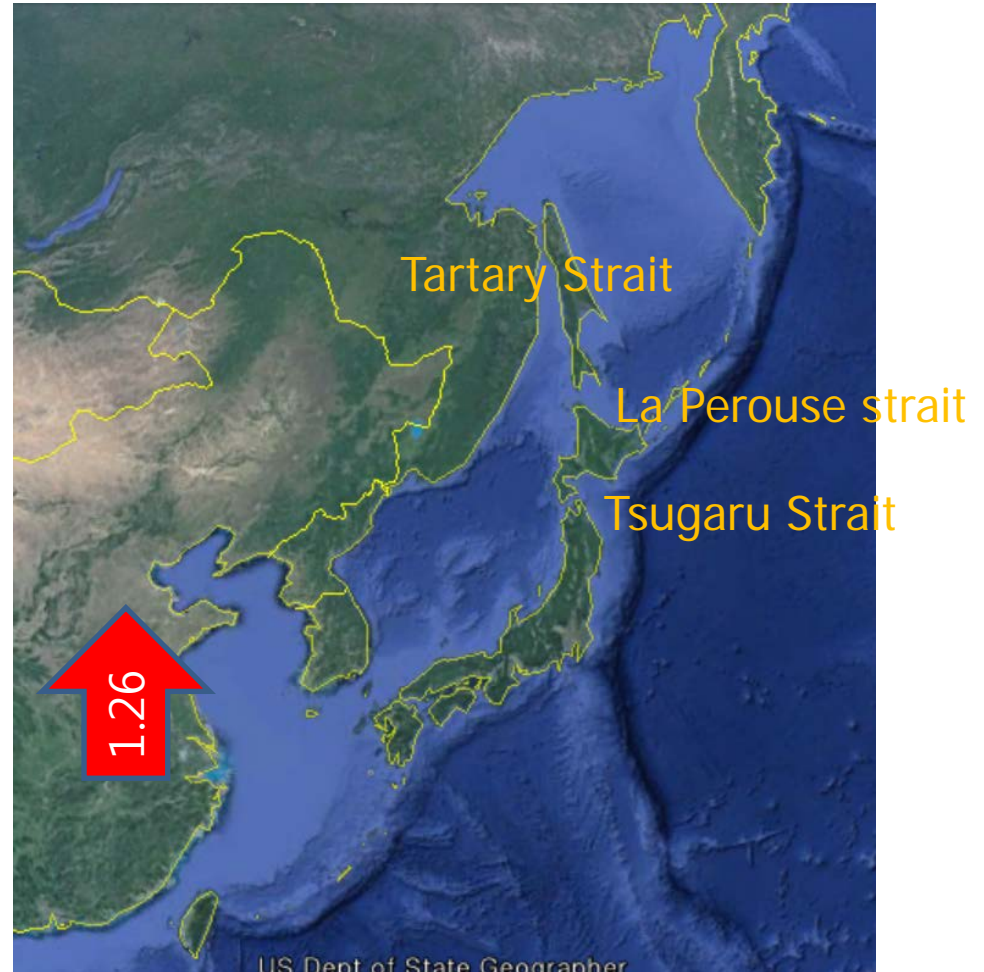 Tartary Strait
La Perouse strait
Tsugaru Strait
1.26
US Dept of State Geographer